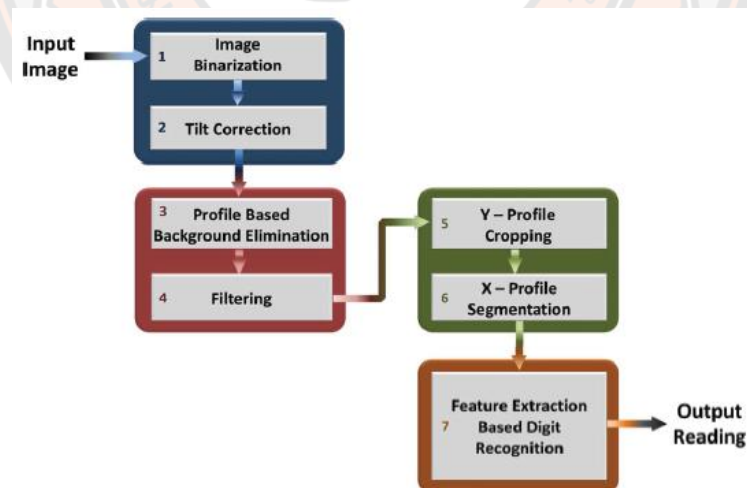 Input
Image
1
Image
Binarization
2
Tilt Correction
3
Profile Based
Background Elimination
4
Filtering
5
Y – Profile
Cropping
6
X – Profile
Segmentation
7
Feature Extraction
Based Digit
Recognition
Output
Reading